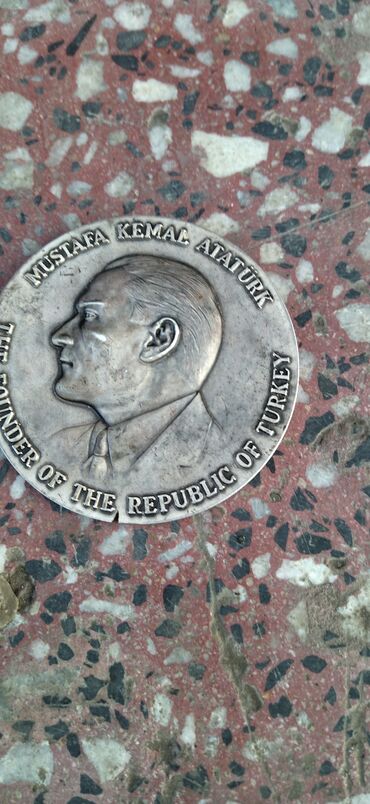 MUSTAFA KEMAL ATATÜRK
THE FOUNDER OF THE REPUBLIC OF TURKEY